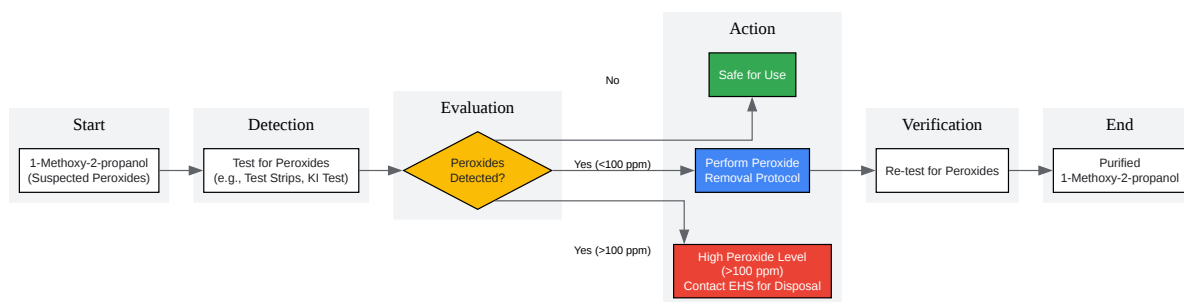 Start
1-Methoxy-2-propanol
(Suspected Peroxides)
Detection
Test for Peroxides
(e.g., Test Strips, KI Test)
Evaluation
Peroxides
Detected?
No
Yes (<100 ppm)
Yes (>100 ppm)
Action
Safe for Use
Perform Peroxide
Removal Protocol
High Peroxide Level
(>100 ppm)
Contact EHS for Disposal
Verification
Re-test for Peroxides
End
Purified
1-Methoxy-2-propanol